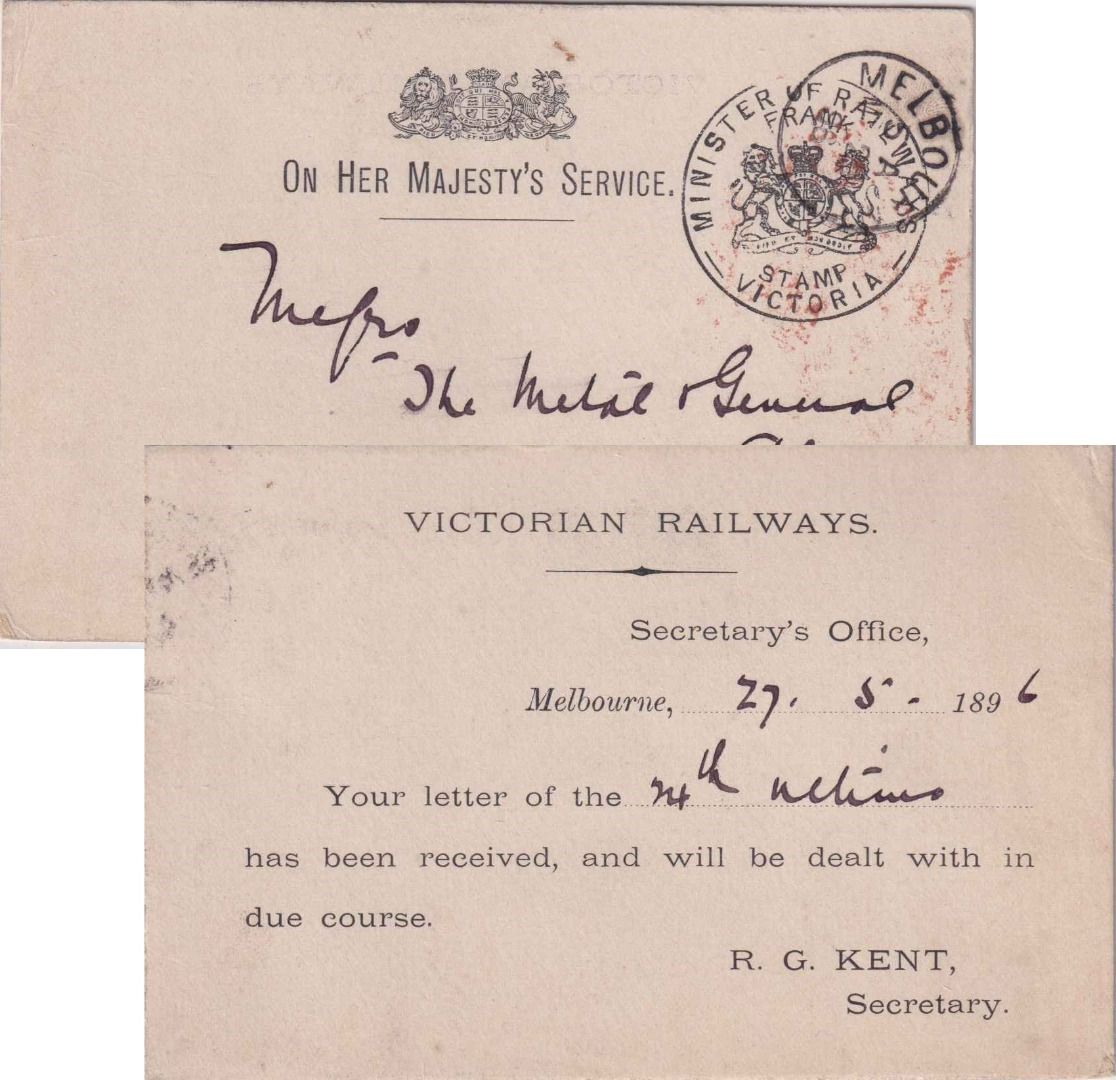 ON HER MAJESTY'S SERVICE.
MINISTER OF RAILWAYS
FRANK
STAMP
VICTORIA
MELBOU
Messrs
The Metal & General
VICTORIAN RAILWAYS.
Secretary's Office,
Melbourne, 27. 5. 1896
Your letter of the 24th ultimo
has been received, and will be dealt with in
due course.
R. G. KENT,
Secretary.